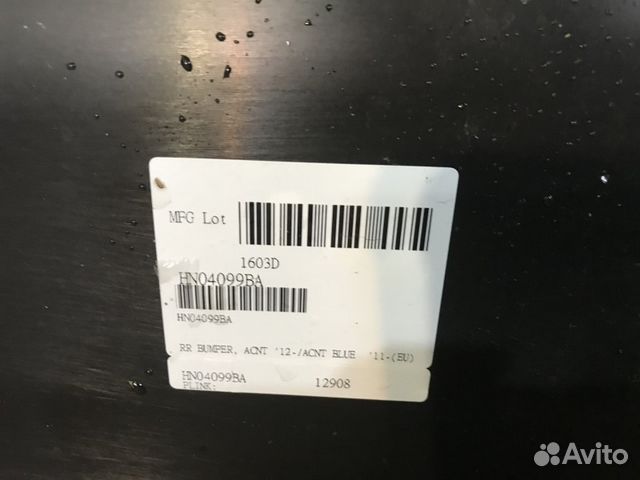 MFG Lot
1603D
HN04099BA
HN04099BA
RR BUMPER, ACNT '12-/ACNT BLUE '11-(EU)
HN04099BA 12908
PLINK:
Avito